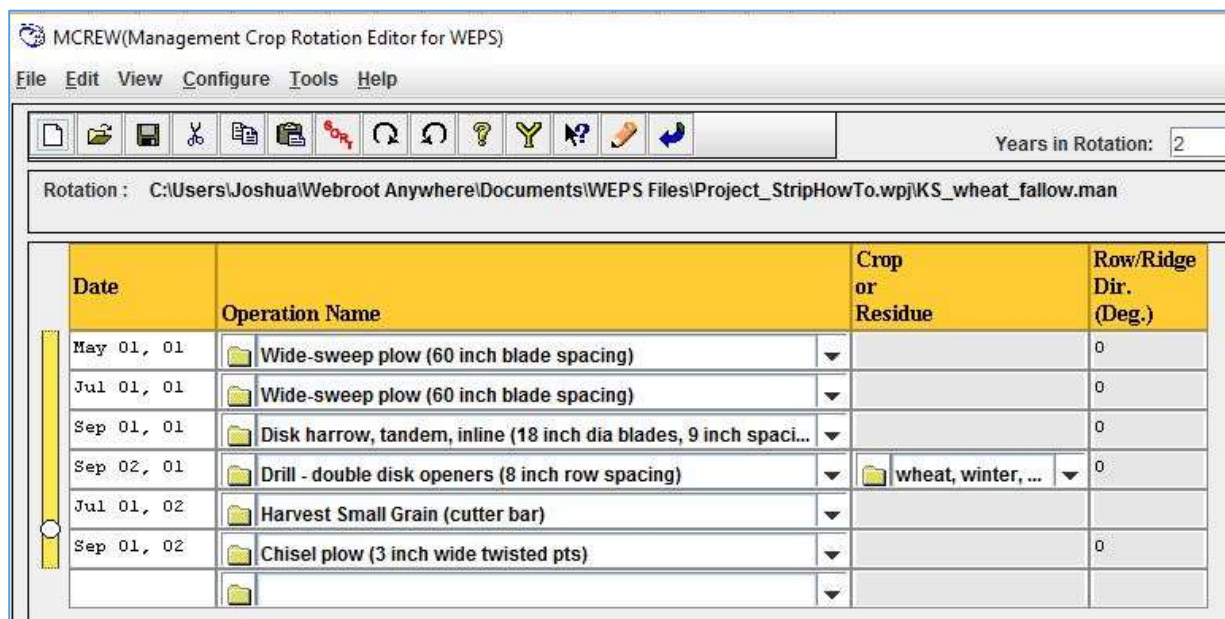 MCREW(Management Crop Rotation Editor for WEPS)
File Edit View Configure Tools Help
SORT
Years in Rotation: 2
Rotation : C:\Users\Joshua\Webroot Anywhere\Documents\WEPS Files\Project_StripHowTo.wpj\KS_wheat_fallow.man
Date Operation Name Crop or Residue Row/Ridge Dir. (Deg.)
May 01, 01 Wide-sweep plow (60 inch blade spacing) 0
Jul 01, 01 Wide-sweep plow (60 inch blade spacing) 0
Sep 01, 01 Disk harrow, tandem, inline (18 inch dia blades, 9 inch spaci... 0
Sep 02, 01 Drill - double disk openers (8 inch row spacing) wheat, winter, ... 0
Jul 01, 02 Harvest Small Grain (cutter bar)
Sep 01, 02 Chisel plow (3 inch wide twisted pts) 0